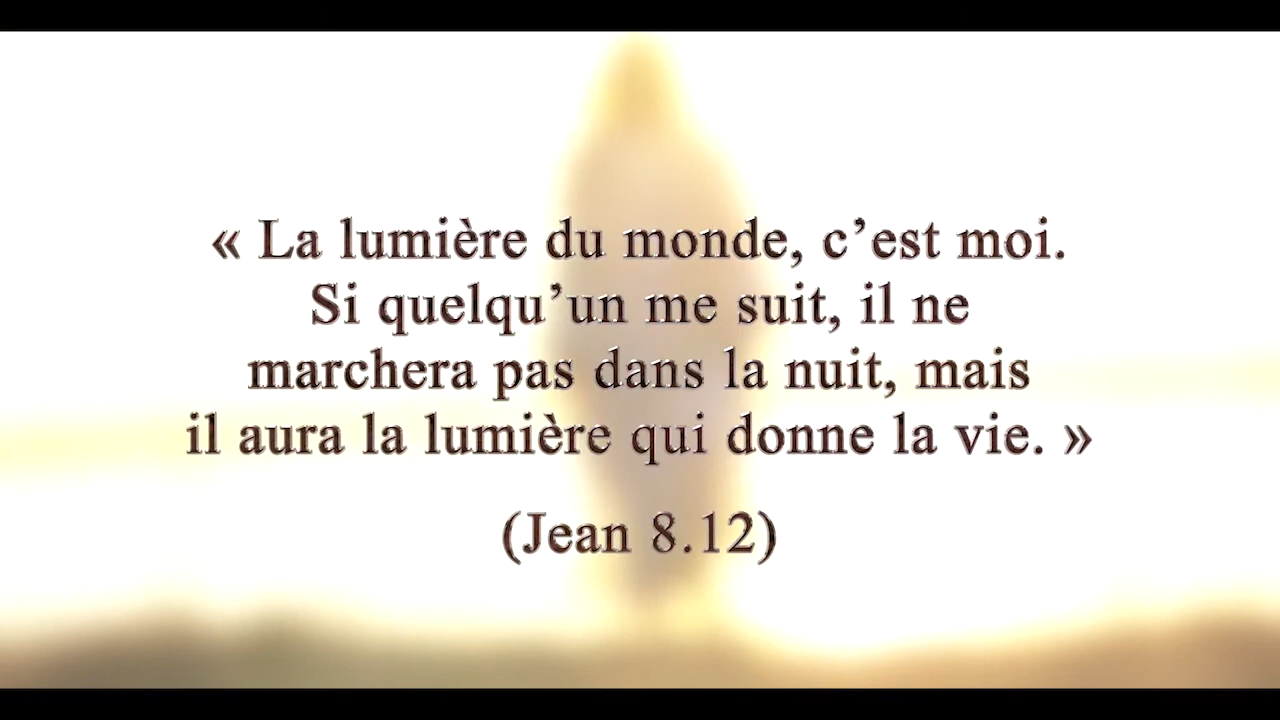 « La lumière du monde, c’est moi.
Si quelqu’un me suit, il ne
marchera pas dans la nuit, mais
il aura la lumière qui donne la vie. »
(Jean 8.12)